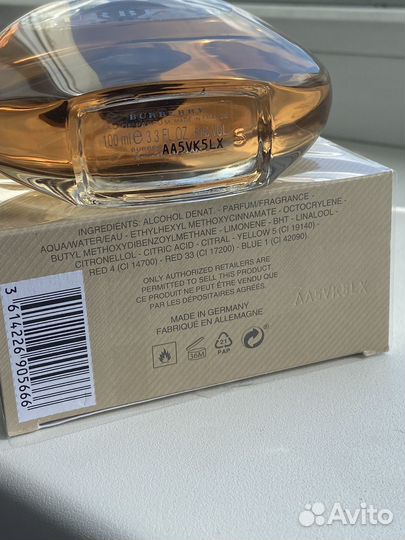 BURBERRY
100 ml e 3.3 FL.OZ.
AA5VK5LX
INGREDIENTS: ALCOHOL DENAT. - PARFUM/FRAGRANCE -
AQUA/WATER/EAU - ETHYLHEXYL METHOXYCINNAMATE - OCTOCRYLENE -
BUTYL METHOXYDIBENZOYLMETHANE - LIMONENE - BHT - LINALOOL -
CITRONELLOL - CITRIC ACID - CITRAL - YELLOW 5 (CI 19140) -
RED 4 (CI 14700) - RED 33 (CI 17200) - BLUE 1 (CI 42090).
ONLY AUTHORIZED RETAILERS ARE
PERMITTED TO SELL THIS PRODUCT.
CE PRODUIT NE PEUT ÊTRE VENDU QUE
PAR LES DÉPOSITAIRES AGRÉÉS.
AA5VK5LX
MADE IN GERMANY
FABRIQUÉ EN ALLEMAGNE
36M
21
PAP
3 614226 905666
Avito